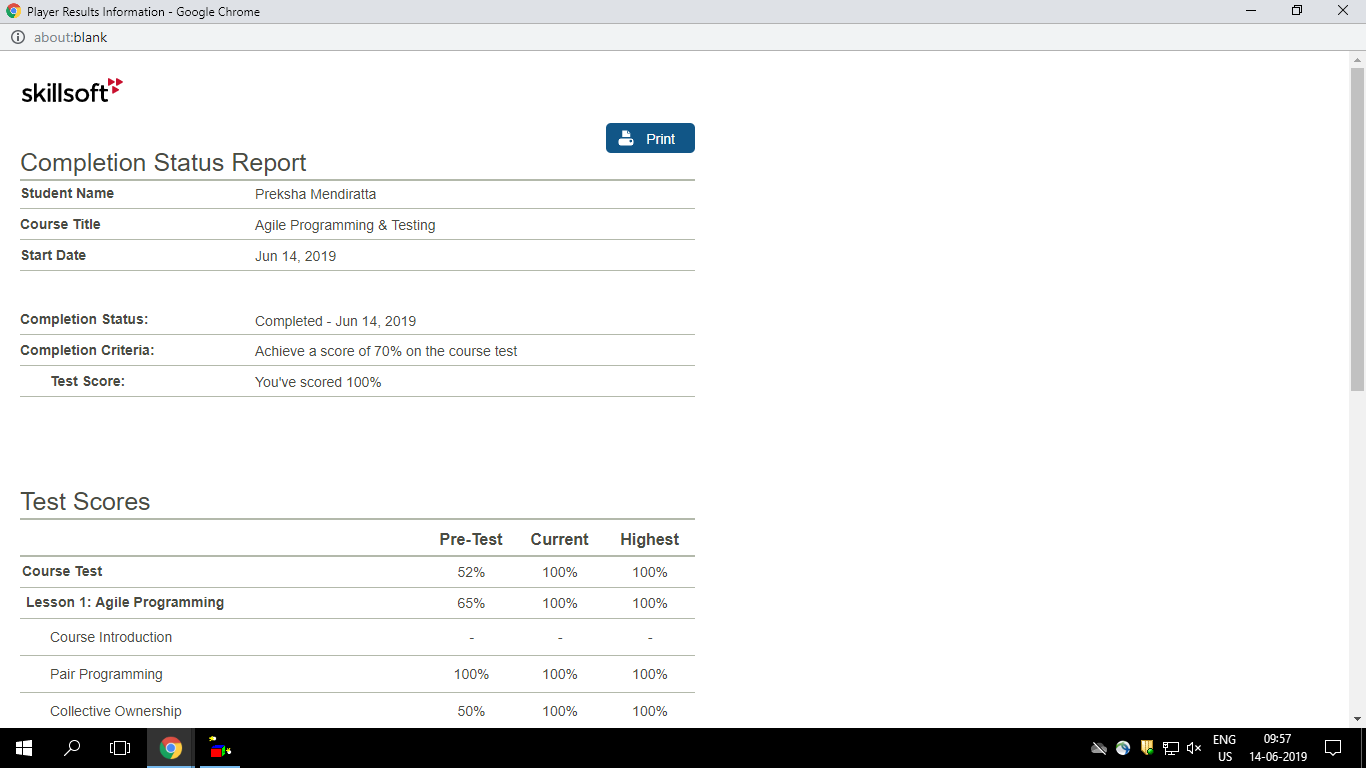 Player Results Information - Google Chrome
about:blank
skillsoft
Print
Completion Status Report
Student Name Preksha Mendiratta
Course Title Agile Programming & Testing
Start Date Jun 14, 2019
Completion Status: Completed - Jun 14, 2019
Completion Criteria: Achieve a score of 70% on the course test
Test Score: You've scored 100%
Test Scores
Pre-Test Current Highest
Course Test 52% 100% 100%
Lesson 1: Agile Programming 65% 100% 100%
Course Introduction - - -
Pair Programming 100% 100% 100%
Collective Ownership 50% 100% 100%
ENG 09:57
US 14-06-2019